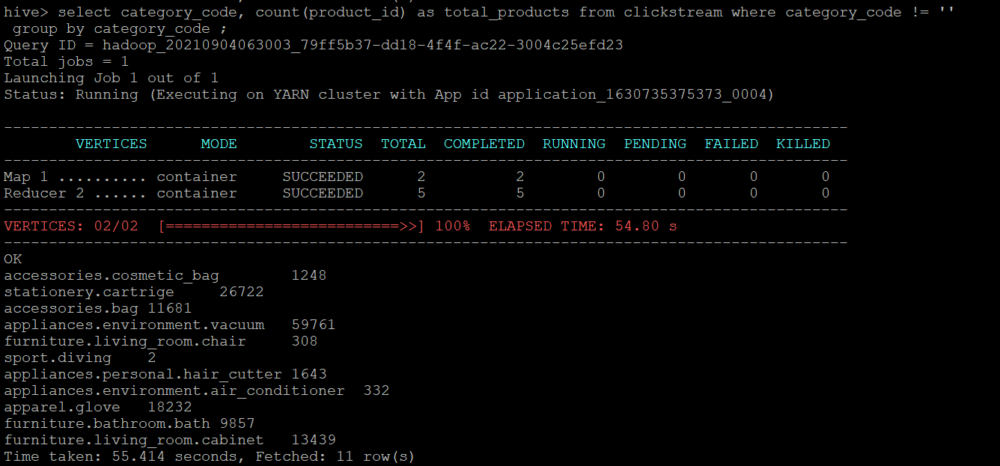 hive> select category_code, count(product_id) as total_products from clickstream where category_code != ''
 group by category_code ;
Query ID = hadoop_20210904063003_79ff5b37-dd18-4f4f-ac22-3004c25efd23
Total jobs = 1
Launching Job 1 out of 1
Status: Running (Executing on YARN cluster with App id application_1630735375373_0004)
----------------------------------------------------------------------------------------------
        VERTICES      MODE        STATUS  TOTAL  COMPLETED  RUNNING  PENDING  FAILED  KILLED
----------------------------------------------------------------------------------------------
Map 1 .......... container     SUCCEEDED      2          2        0        0       0       0
Reducer 2 ...... container     SUCCEEDED      5          5        0        0       0       0
----------------------------------------------------------------------------------------------
VERTICES: 02/02  [==========================>>] 100%  ELAPSED TIME: 54.80 s
----------------------------------------------------------------------------------------------
OK
accessories.cosmetic_bag        1248
stationery.cartrige     26722
accessories.bag 11681
appliances.environment.vacuum   59761
furniture.living_room.chair     308
sport.diving    2
appliances.personal.hair_cutter 1643
appliances.environment.air_conditioner  332
apparel.glove   18232
furniture.bathroom.bath 9857
furniture.living_room.cabinet   13439
Time taken: 55.414 seconds, Fetched: 11 row(s)